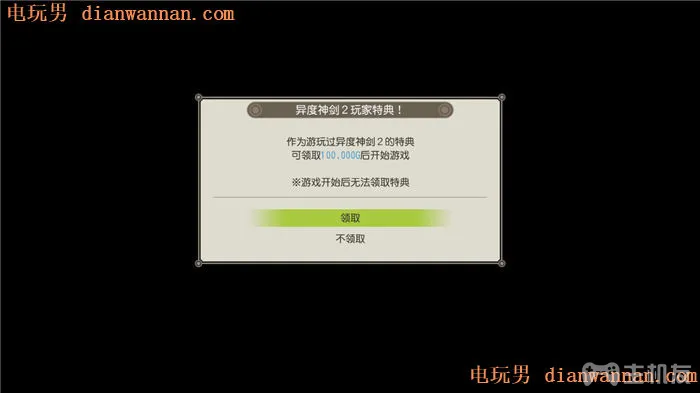 电玩男 dianwannan.com
异度神剑2玩家特典！
作为游玩过异度神剑2的特典
可领取100,000G后开始游戏
※游戏开始后无法领取特典
领取
不领取
主机友
电玩男 dianwannan.com